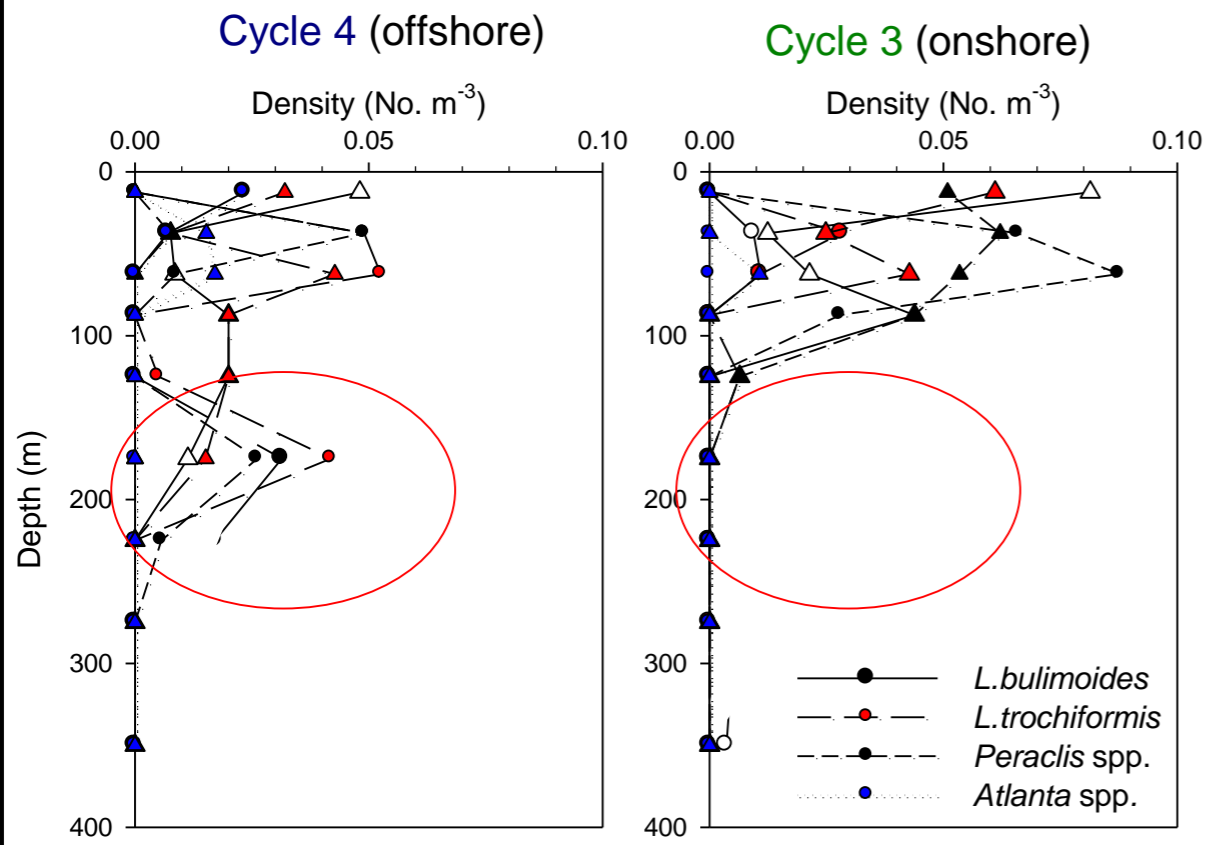 Cycle 4 (offshore)
Density (No. m-3)
0.00 0.05 0.10
0
100
200
300
400
Depth (m)
Cycle 3 (onshore)
Density (No. m-3)
0.00 0.05 0.10
0
100
200
300
400
L.bulimoides
L.trochiformis
Peraclis spp.
Atlanta spp.